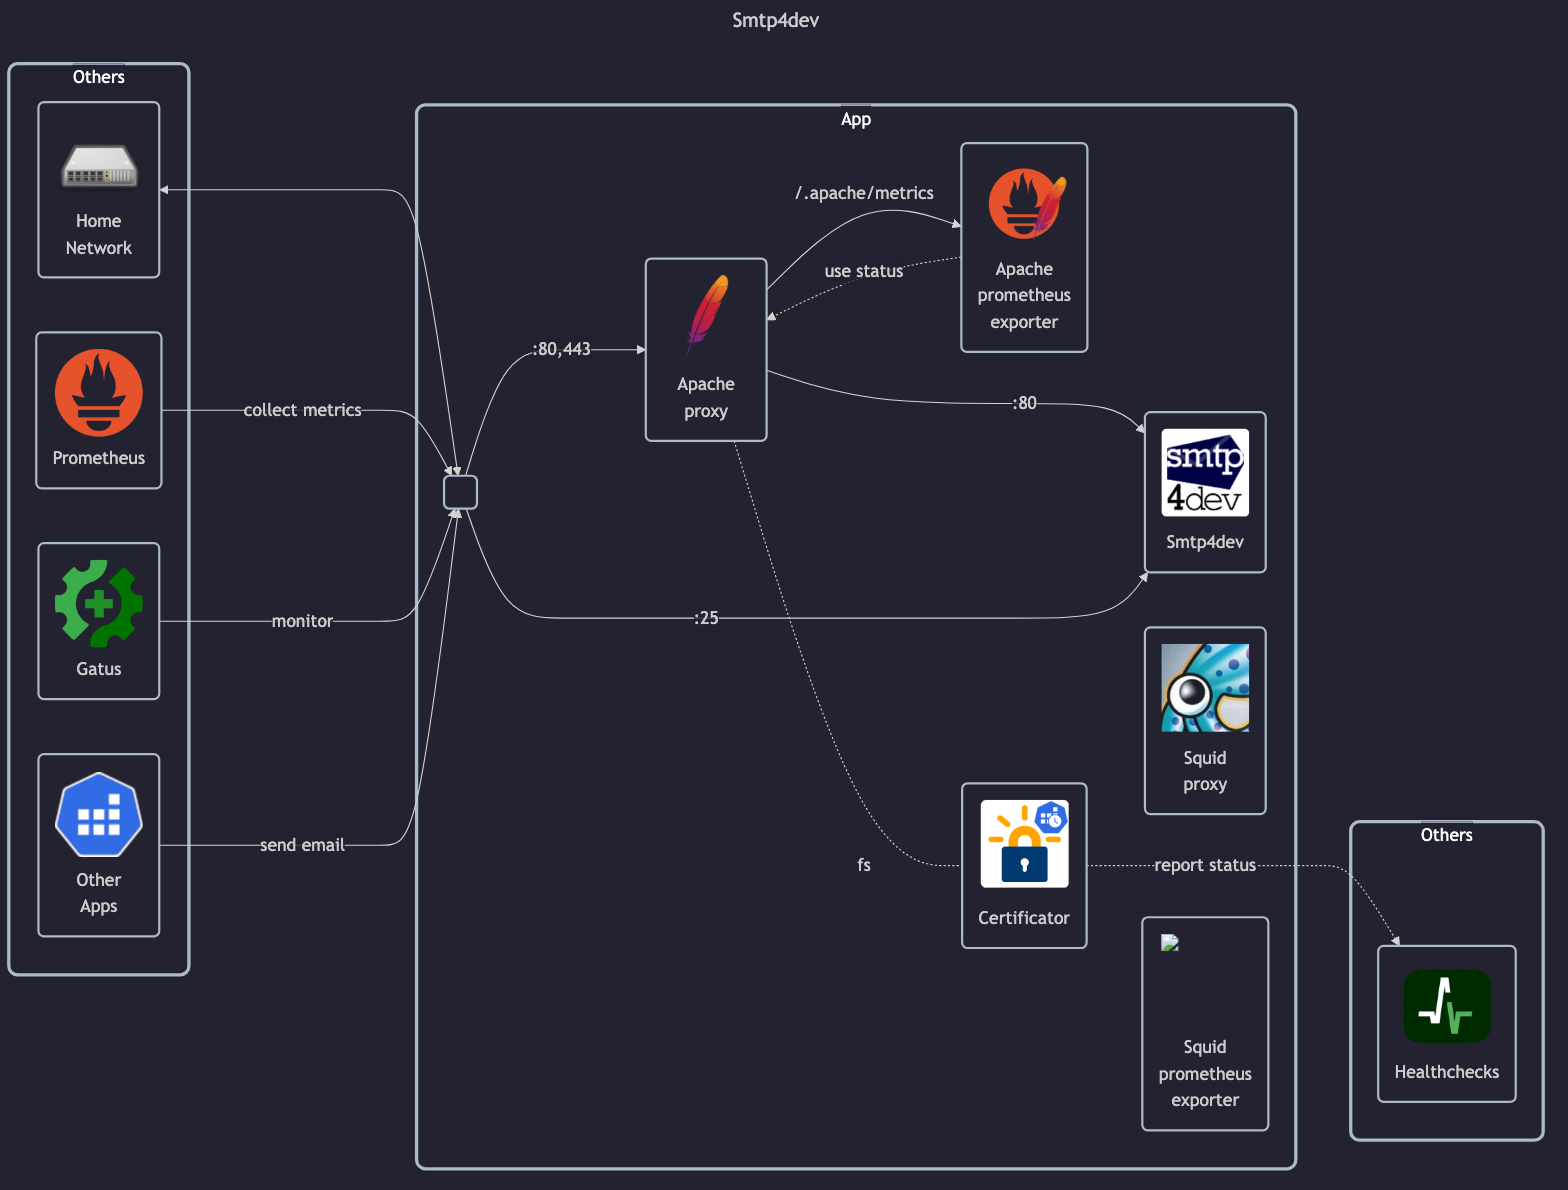 Smtp4dev
Others
Home
Network
Prometheus
Gatus
Other
Apps
collect metrics
monitor
send email
App
:80,443
Apache
proxy
/.apache/metrics
use status
Apache
prometheus
exporter
:80
:25
smtp
4dev
Smtp4dev
Squid
proxy
fs
Certificator
report status
Squid
prometheus
exporter
Others
Healthchecks